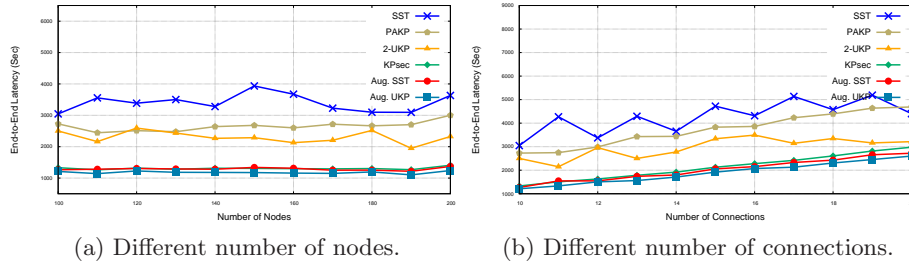 End-to-End Latency (Sec)
6000
5000
4000
3000
2000
1000
SST
PAKP
2-UKP
KPsec
Aug. SST
Aug. UKP
100
120
140
160
180
200
Number of Nodes
(a) Different number of nodes.
End-to-End Latency (Sec)
9000
8000
7000
6000
5000
4000
3000
2000
1000
SST
PAKP
2-UKP
KPsec
Aug. SST
Aug. UKP
10
12
14
16
18
Number of Connections
(b) Different number of connections.